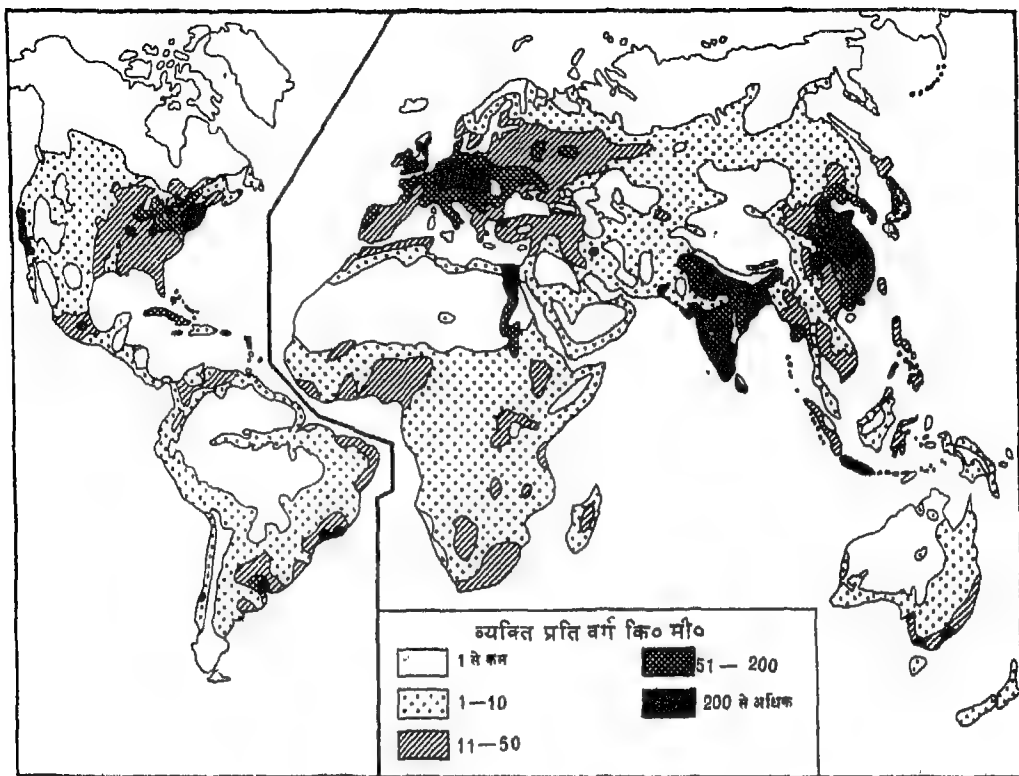 व्यक्ति प्रति वर्ग कि० मी०
1 से कम
1—10
11—50
51— 200
200 से अधिक